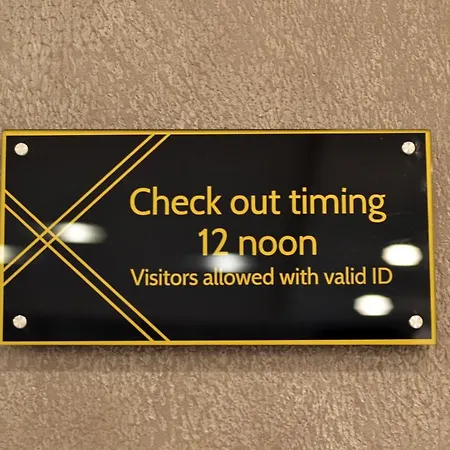 Check out timing
12 noon
Visitors allowed with valid ID